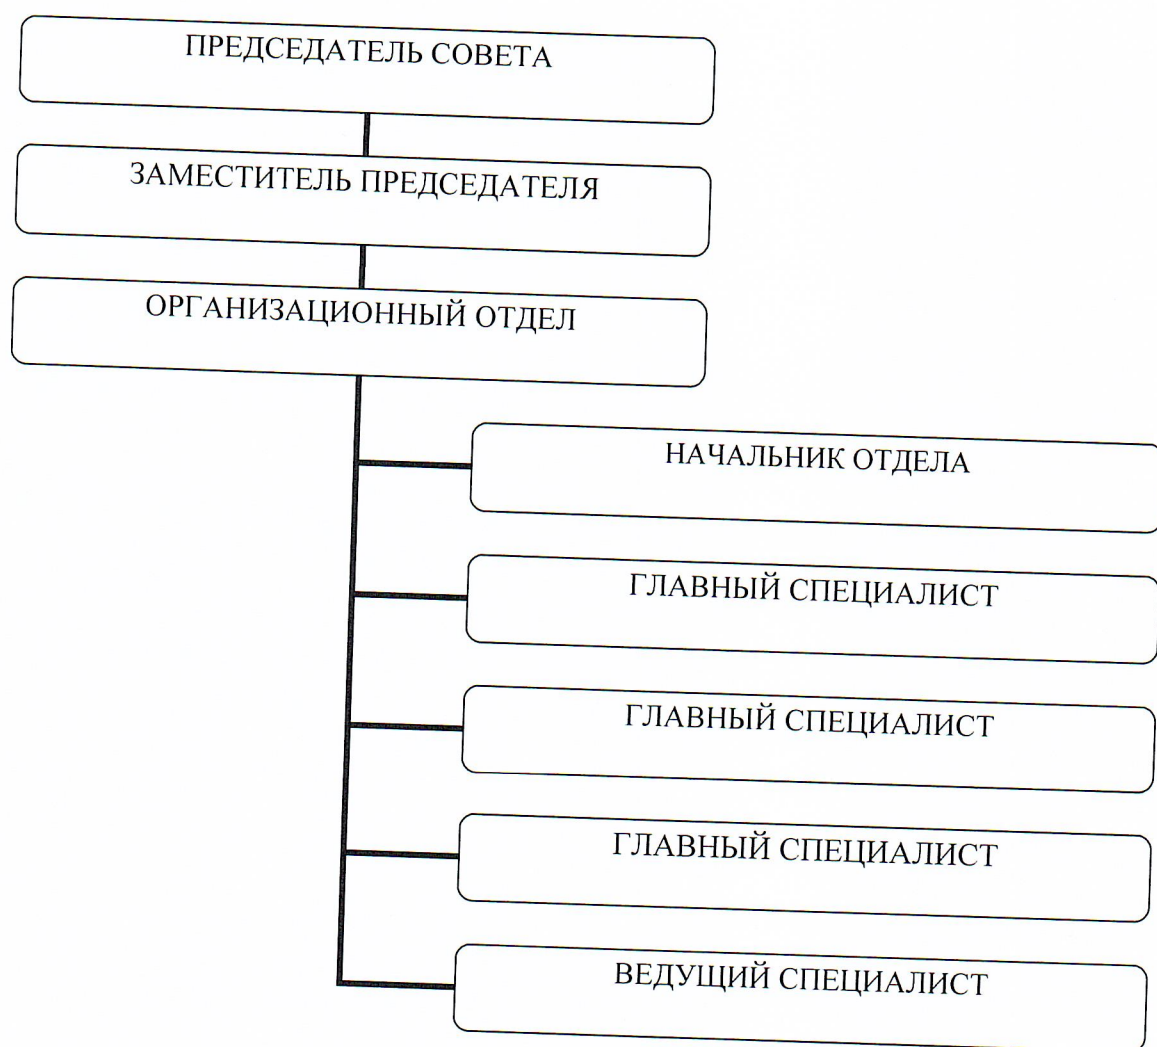 ПРЕДСЕДАТЕЛЬ СОВЕТА
ЗАМЕСТИТЕЛЬ ПРЕДСЕДАТЕЛЯ
ОРГАНИЗАЦИОННЫЙ ОТДЕЛ
НАЧАЛЬНИК ОТДЕЛА
ГЛАВНЫЙ СПЕЦИАЛИСТ
ГЛАВНЫЙ СПЕЦИАЛИСТ
ГЛАВНЫЙ СПЕЦИАЛИСТ
ВЕДУЩИЙ СПЕЦИАЛИСТ